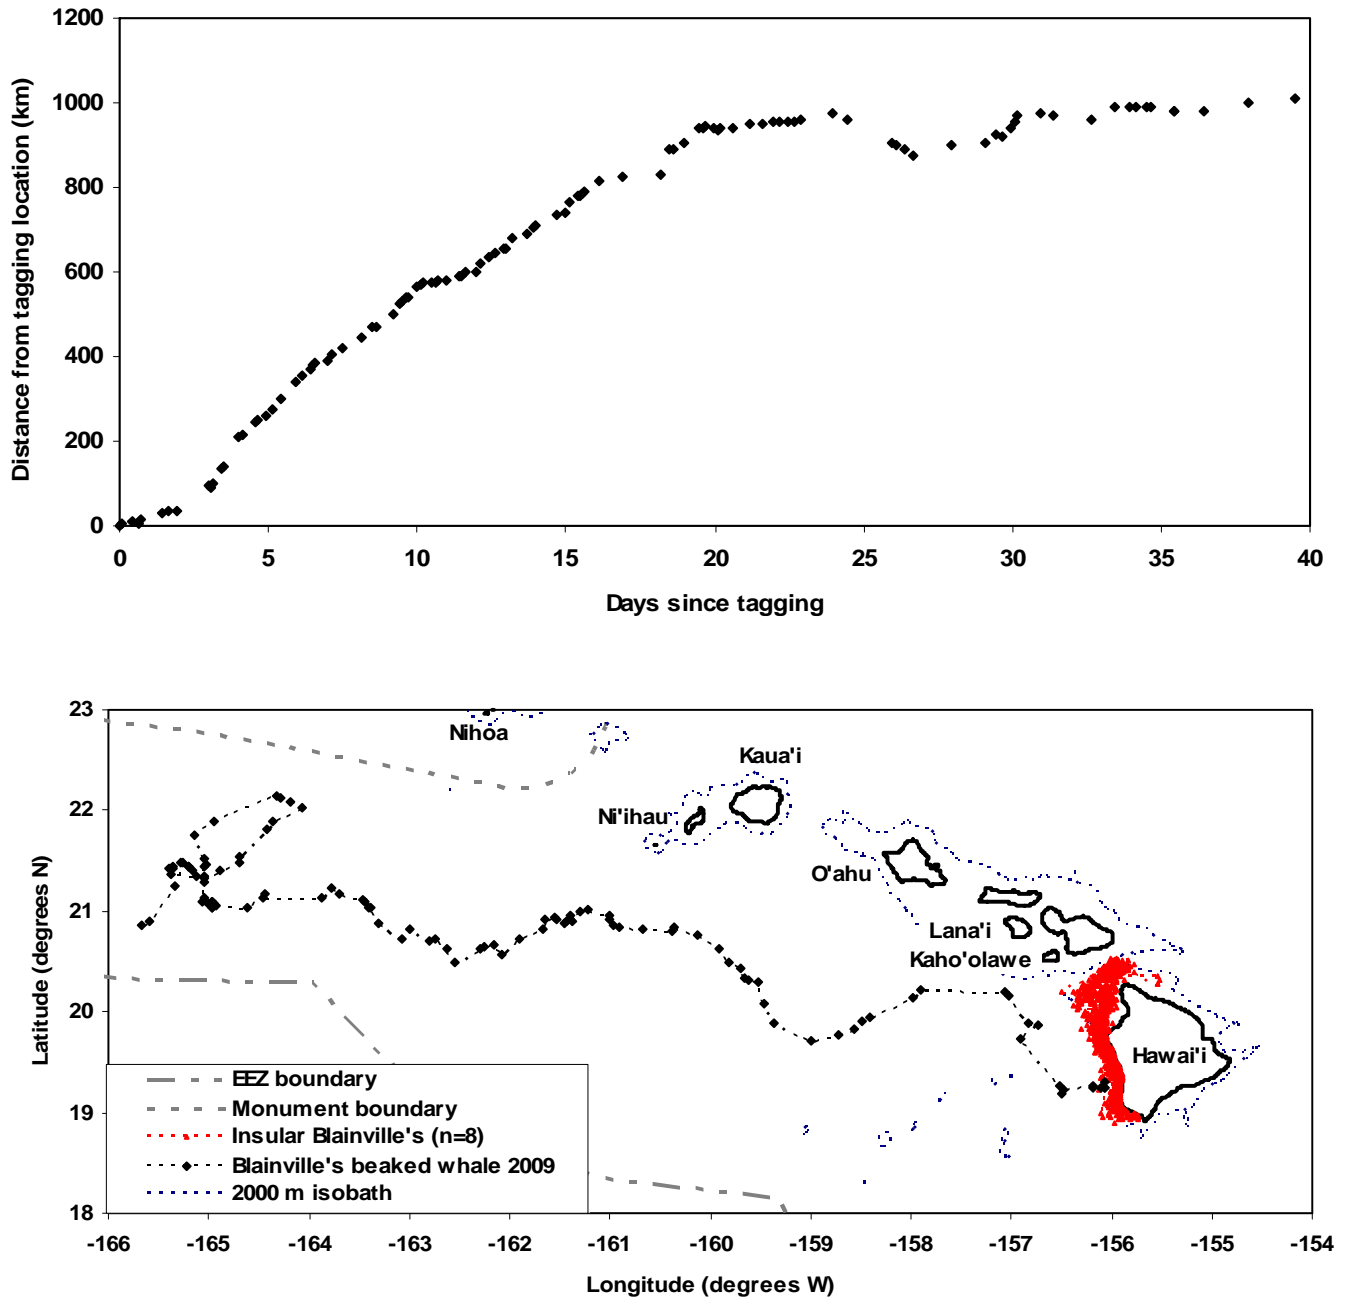 1200
1000
800
600
400
200
0
Distance from tagging location (km)
0 5 10 15 20 25 30 35 40
Days since tagging
23
22
21
20
19
18
Latitude (degrees N)
Nihoa
Kaua'i
Ni'ihau
O'ahu
Lana'i
Kaho'olawe
Hawai'i
EEZ boundary
Monument boundary
Insular Blainville's (n=8)
Blainville's beaked whale 2009
2000 m isobath
-166 -165 -164 -163 -162 -161 -160 -159 -158 -157 -156 -155 -154
Longitude (degrees W)